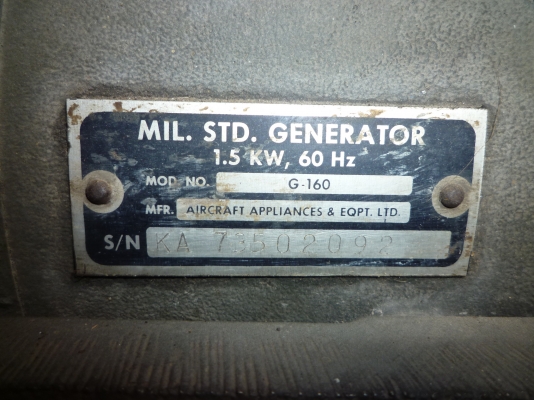 MIL. STD. GENERATOR
1.5 KW, 60 Hz
MOD. NO. G-160
MFR. AIRCRAFT APPLIANCES & EQPT. LTD.
S/N KA 73502092